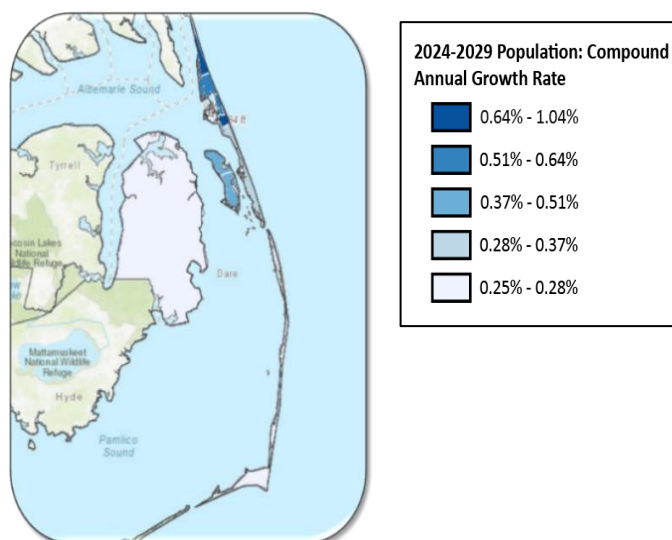 2024-2029 Population: Compound
Annual Growth Rate
0.64% - 1.04%
0.51% - 0.64%
0.37% - 0.51%
0.28% - 0.37%
0.25% - 0.28%
Albemarle Sound
ft
Tyrrell
Lakes
National
Refuge
Dare
Mattamuskeet
National Wildlife
Refuge
Hyde
Pamlico
Sound